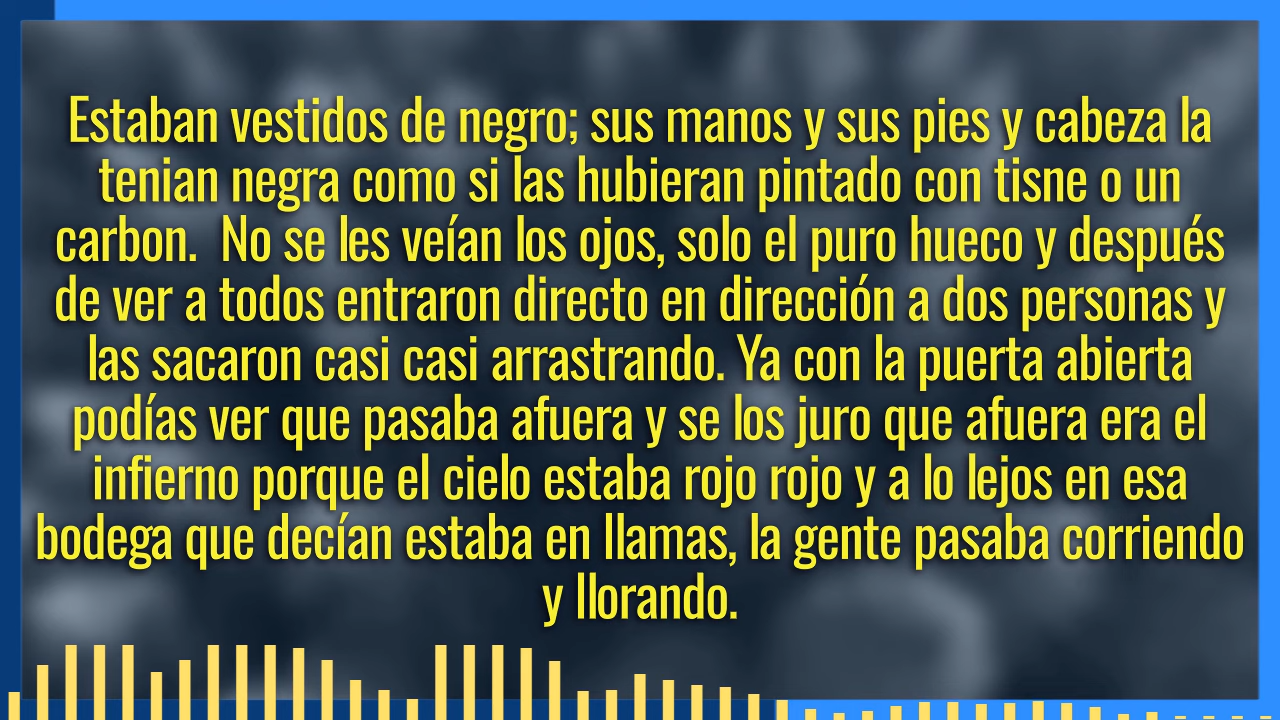 Estaban vestidos de negro; sus manos y sus pies y cabeza la
tenian negra como si las hubieran pintado con tisne o un
carbon.  No se les veían los ojos, solo el puro hueco y después
de ver a todos entraron directo en dirección a dos personas y
las sacaron casi casi arrastrando. Ya con la puerta abierta
podías ver que pasaba afuera y se los juro que afuera era el
infierno porque el cielo estaba rojo rojo y a lo lejos en esa
bodega que decían estaba en llamas, la gente pasaba corriendo
y llorando.